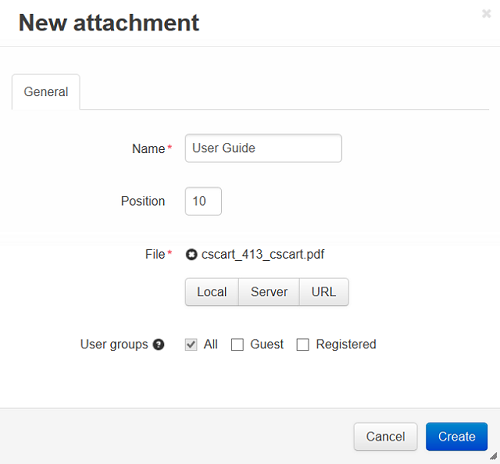 New attachment
General
Name*
User Guide
Position
10
File*
cscart_413_cscart.pdf
Local Server URL
User groups ?
All Guest Registered
Cancel Create